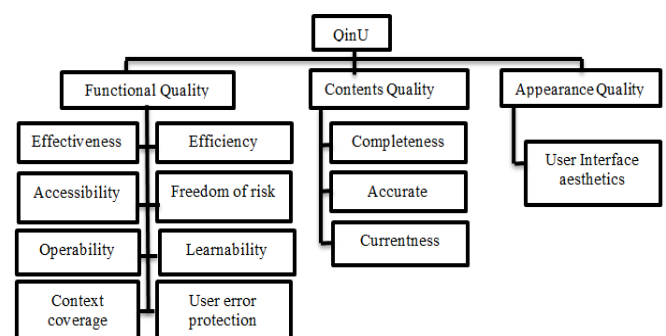 QinU
Functional Quality
Contents Quality
Appearance Quality
Effectiveness
Efficiency
Accessibility
Freedom of risk
Operability
Learnability
Context
coverage
User error
protection
Completeness
Accurate
Currentness
User Interface
aesthetics